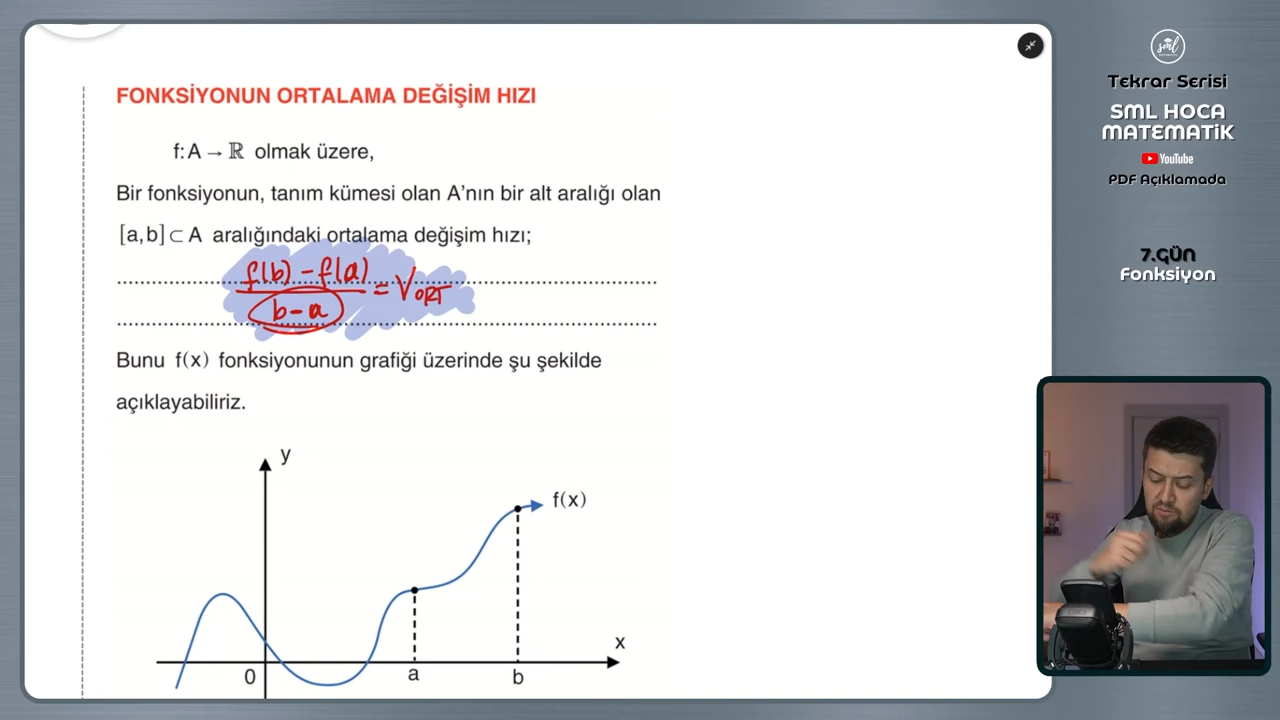 FONKSİYONUN ORTALAMA DEĞİŞİM HIZI
f: A → ℝ olmak üzere,
Bir fonksiyonun, tanım kümesi olan A’nın bir alt aralığı olan
[a,b] ⊂ A aralığındaki ortalama değişim hızı;
f(b) - f(a)
b - a
= VORT
Bunu f(x) fonksiyonunun grafiği üzerinde şu şekilde
açıklayabiliriz.
y
f(x)
x
0
a
b
sml
Tekrar Serisi
SML HOCA
MATEMATİK
YouTube
PDF Açıklamada
7.GÜN
Fonksiyon